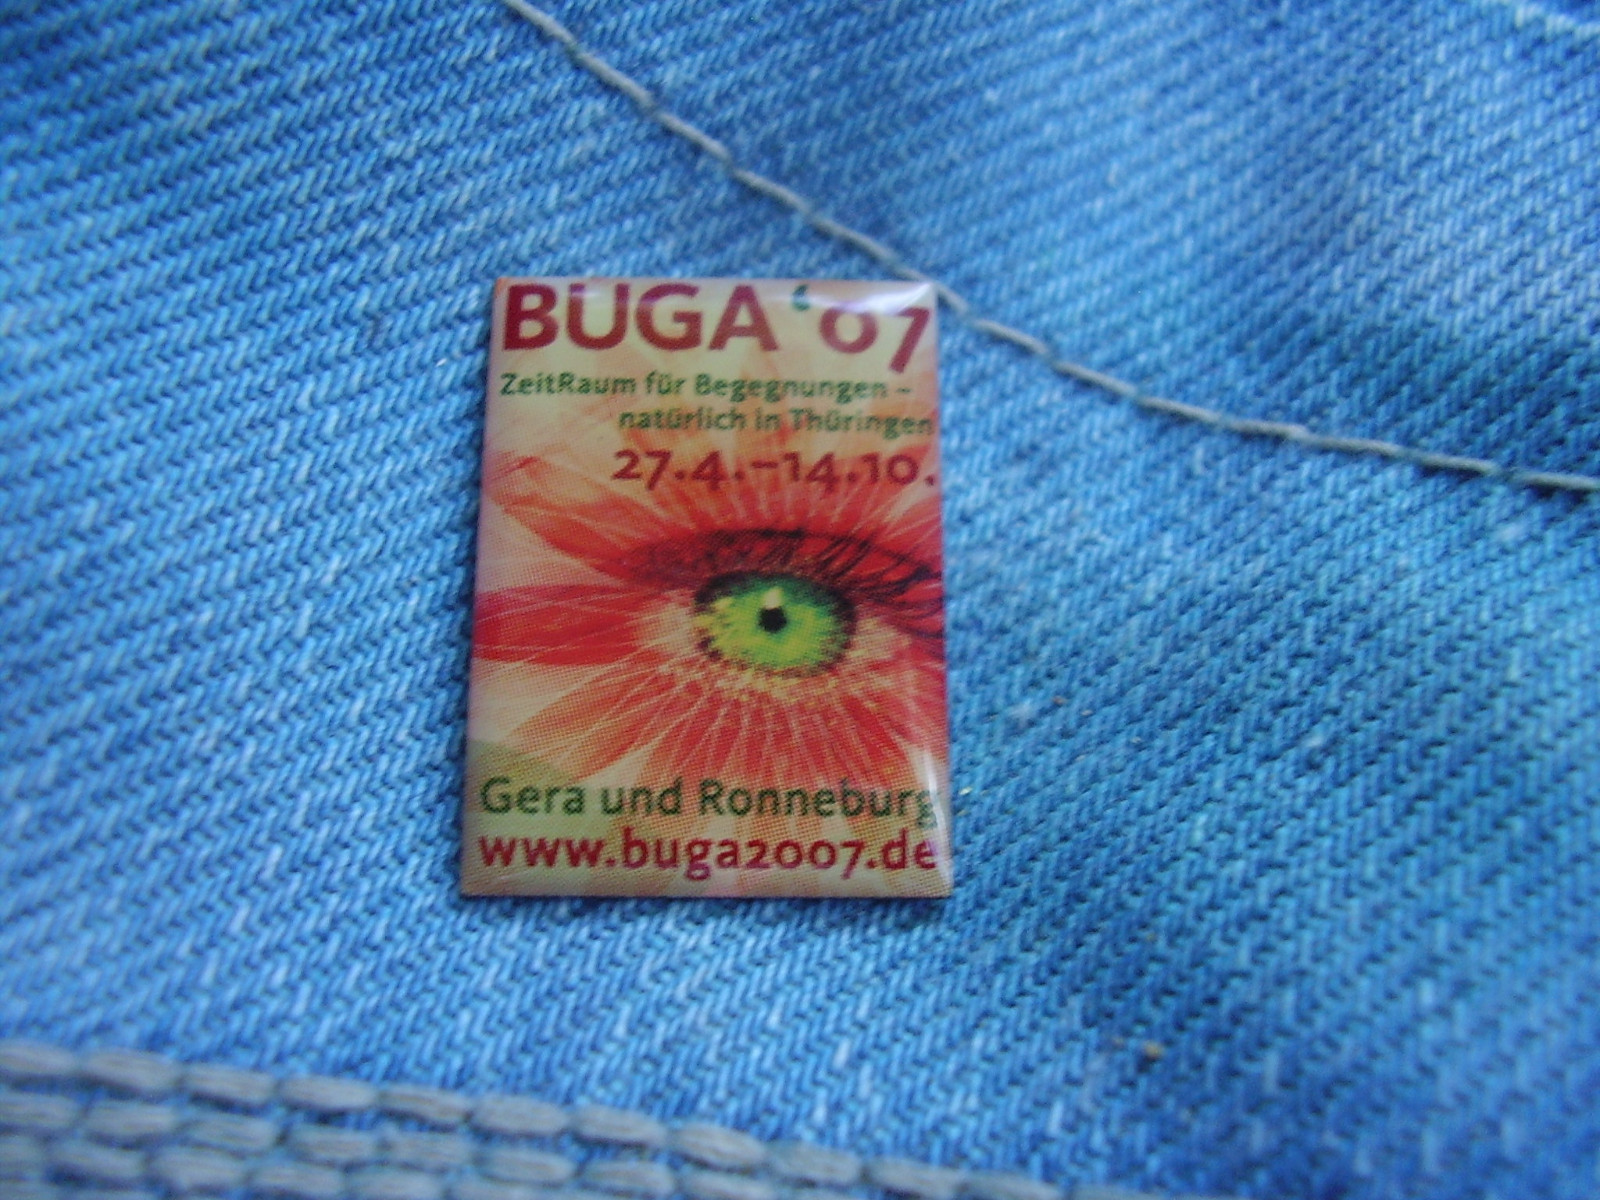 BUGA ‘07
ZeitRaum für Begegnungen –
natürlich in Thüringen
27.4.–14.10.
Gera und Ronneburg
www.buga2007.de